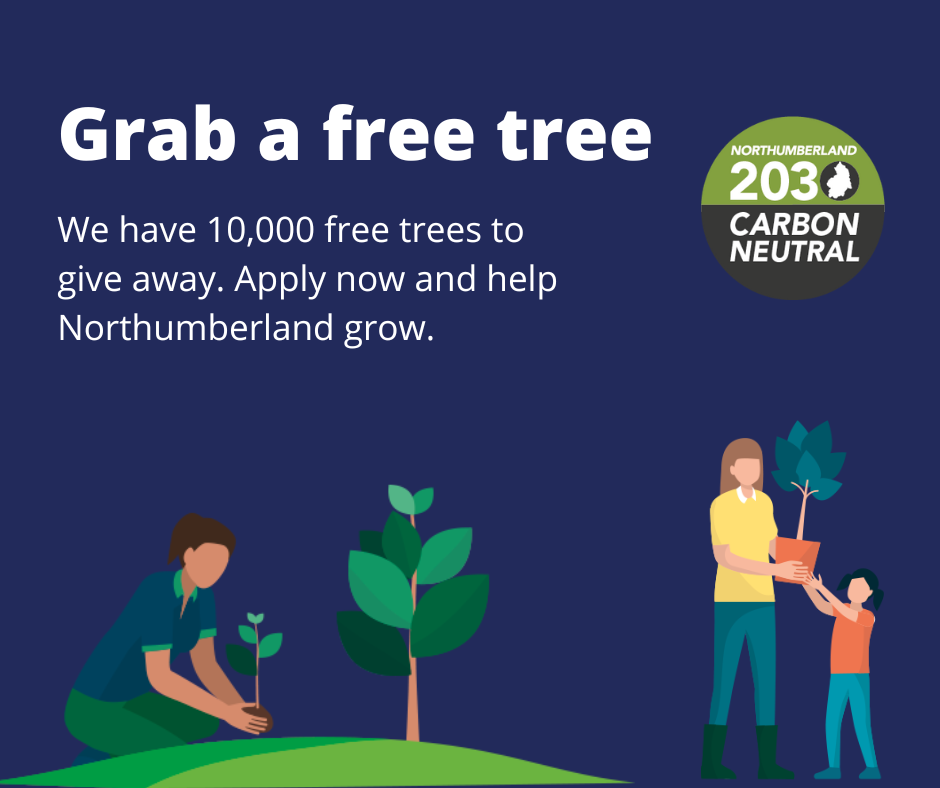 Grab a free tree
We have 10,000 free trees to
give away. Apply now and help
Northumberland grow.
NORTHUMBERLAND
2030
CARBON
NEUTRAL